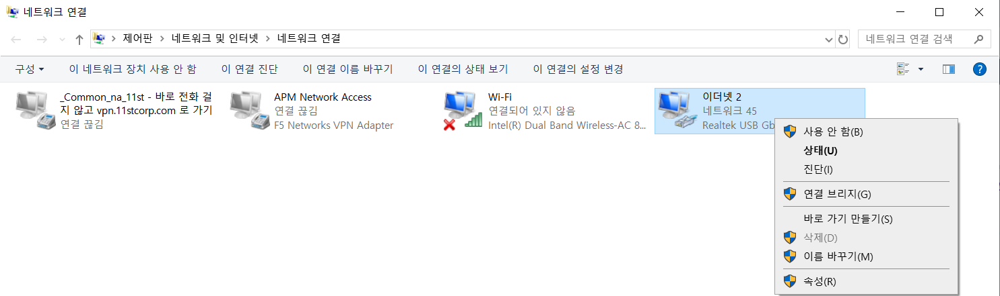 네트워크 연결
제어판 > 네트워크 및 인터넷 > 네트워크 연결
네트워크 연결 검색
구성 이 네트워크 장치 사용 안 함 이 연결 진단 이 연결 이름 바꾸기 이 연결의 상태 보기 이 연결의 설정 변경
_Common_na_11st - 바로 전화 걸
지 않고 vpn.11stcorp.com 로 가기
연결 끊김
APM Network Access
연결 끊김
F5 Networks VPN Adapter
Wi-Fi
연결되어 있지 않음
Intel(R) Dual Band Wireless-AC 8...
이더넷 2
네트워크 45
Realtek USB Gb
사용 안 함(B)
상태(U)
진단(I)
연결 브리지(G)
바로 가기 만들기(S)
삭제(D)
이름 바꾸기(M)
속성(R)